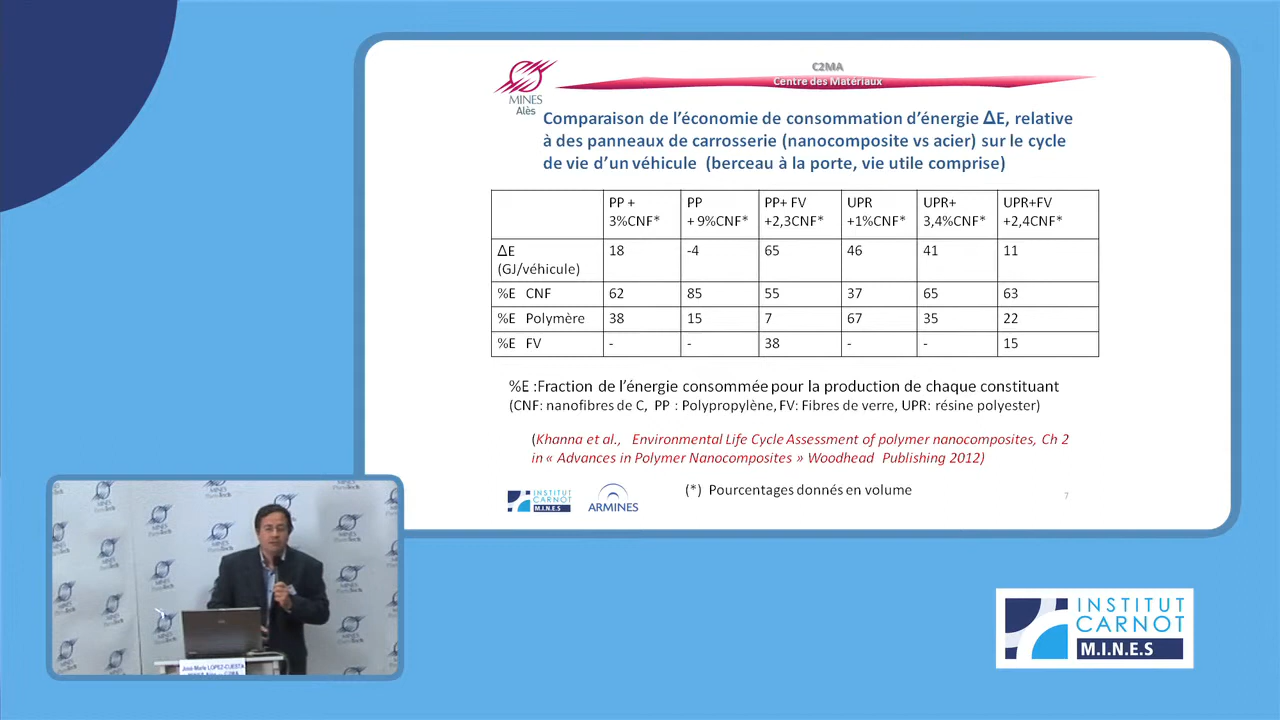 C2MA
Centre des Matériaux
MINES
Alès
Comparaison de l'économie de consommation d'énergie ΔE, relative
à des panneaux de carrosserie (nanocomposite vs acier) sur le cycle
de vie d'un véhicule (berceau à la porte, vie utile comprise)
PP + 3%CNF* | PP + 9%CNF* | PP+ FV +2,3CNF* | UPR +1%CNF* | UPR+ 3,4%CNF* | UPR+FV +2,4CNF*
ΔE (GJ/véhicule) | 18 | -4 | 65 | 46 | 41 | 11
%E CNF | 62 | 85 | 55 | 37 | 65 | 63
%E Polymère | 38 | 15 | 7 | 67 | 35 | 22
%E FV | - | - | 38 | - | - | 15
%E :Fraction de l'énergie consommée pour la production de chaque constituant
(CNF: nanofibres de C, PP : Polypropylène, FV: Fibres de verre, UPR: résine polyester)
(Khanna et al., Environmental Life Cycle Assessment of polymer nanocomposites, Ch 2
in « Advances in Polymer Nanocomposites » Woodhead Publishing 2012)
(*) Pourcentages donnés en volume
7
INSTITUT
CARNOT
M.I.N.E.S
ARMINES
José-Marie LOPEZ-CUESTA
INSTITUT
CARNOT
M.I.N.E.S